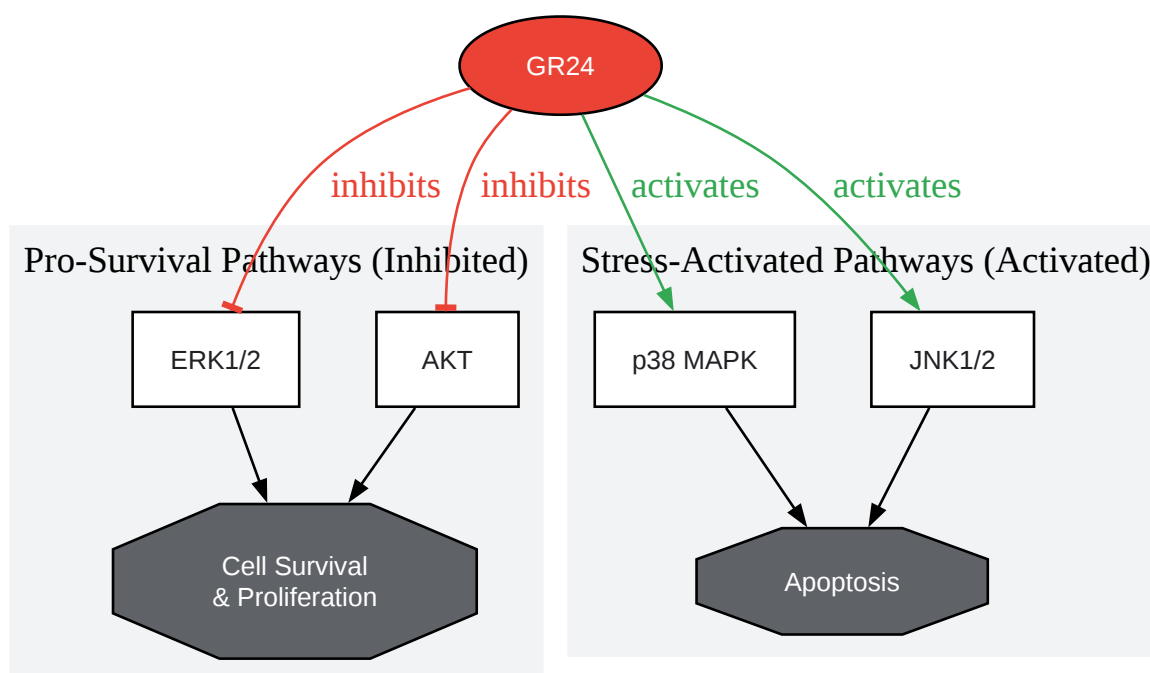 GR24
inhibits
inhibits
activates
activates
Pro-Survival Pathways (Inhibited)
Stress-Activated Pathways (Activated)
ERK1/2
AKT
p38 MAPK
JNK1/2
Cell Survival
& Proliferation
Apoptosis